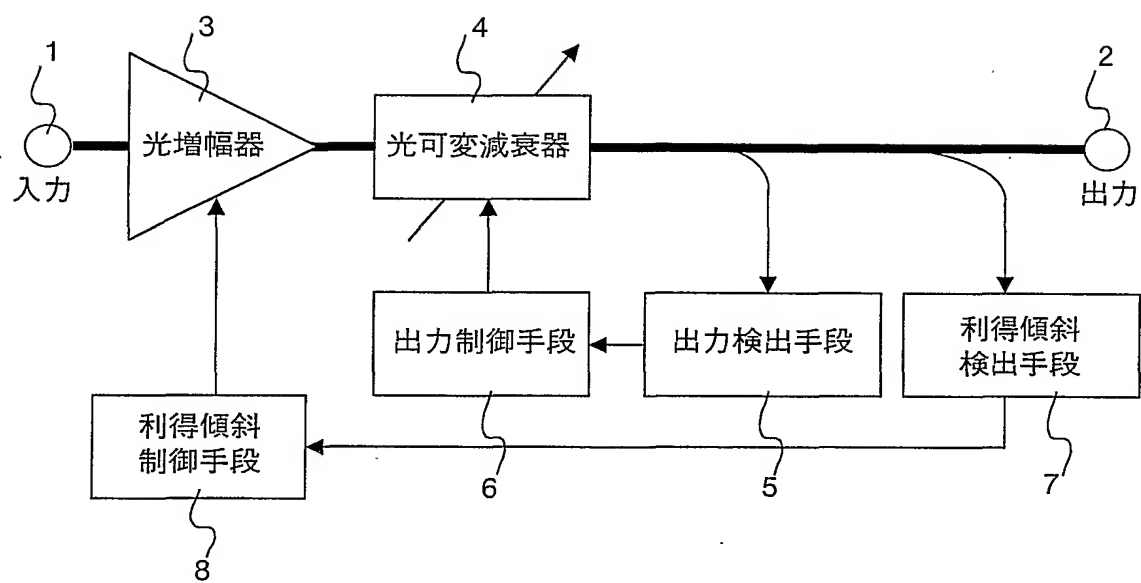 3
4
1
2
光増幅器
光可変減衰器
入力
出力
出力制御手段
出力検出手段
利得傾斜
検出手段
利得傾斜
制御手段
6
5
7
8